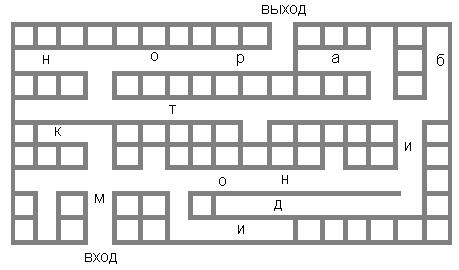 ВЫХОД
н о р а б
т
к и
о н
м д
и
ВХОД